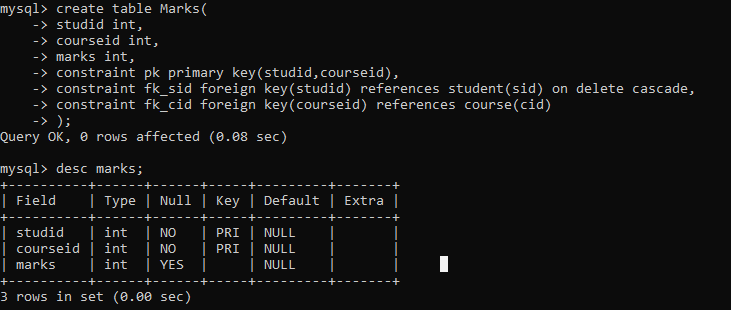 mysql> create table Marks(
    -> studid int,
    -> courseid int,
    -> marks int,
    -> constraint pk primary key(studid,courseid),
    -> constraint fk_sid foreign key(studid) references student(sid) on delete cascade,
    -> constraint fk_cid foreign key(courseid) references course(cid)
    -> );
Query OK, 0 rows affected (0.08 sec)

mysql> desc marks;
+----------+------+------+-----+---------+-------+
| Field    | Type | Null | Key | Default | Extra |
+----------+------+------+-----+---------+-------+
| studid   | int  | NO   | PRI | NULL    |       |
| courseid | int  | NO   | PRI | NULL    |       |
| marks    | int  | YES  |     | NULL    |       |
+----------+------+------+-----+---------+-------+
3 rows in set (0.00 sec)